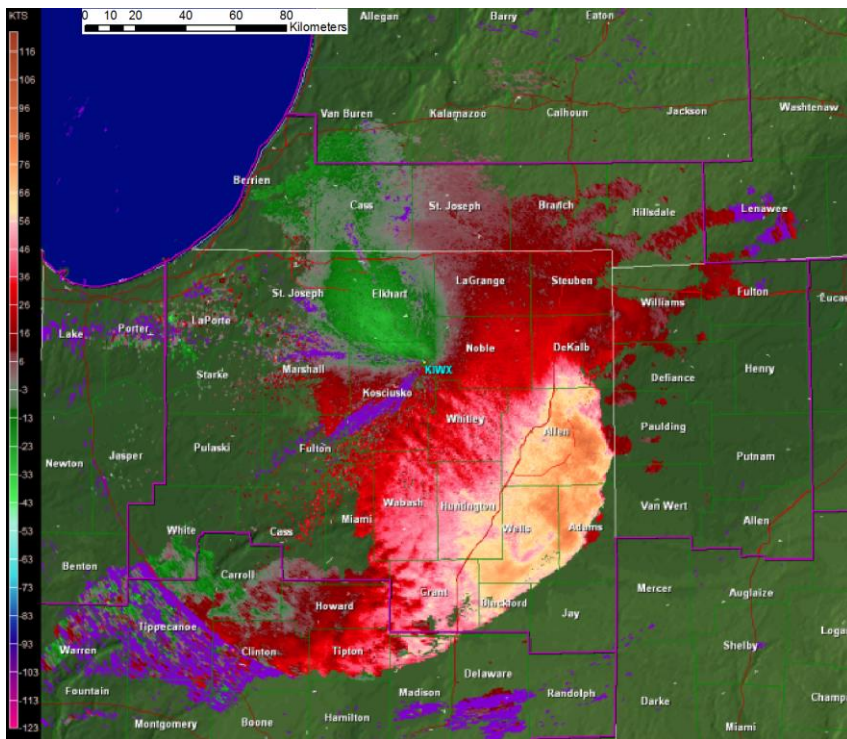 KTS
0 10 20 40 60 80
Kilometers
116
106
96
86
76
66
56
46
36
26
16
6
-3
-13
-23
-33
-43
-53
-63
-73
-83
-93
-103
-113
-123
Allegan Barry Eaton
Van Buren Kalamazoo Calhoun Jackson Washtenaw
Berrien Cass St. Joseph Branch Hillsdale Lenawee
St. Joseph Elkhart LaGrange Steuben Williams Fulton Lucas
Lake Porter LaPorte Noble DeKalb Defiance Henry
Starke Marshall KIWX
Kosciusko Whitley Allen Paulding
Newton Jasper Pulaski Fulton Putnam
Miami Wabash Huntington Wells Adams Van Wert Allen
White Cass
Benton Carroll Howard Grant Blackford Jay Mercer Auglaize
Warren Tippecanoe Clinton Tipton Delaware Shelby Logan
Fountain Madison Randolph Darke Champ
Montgomery Boone Hamilton Miami